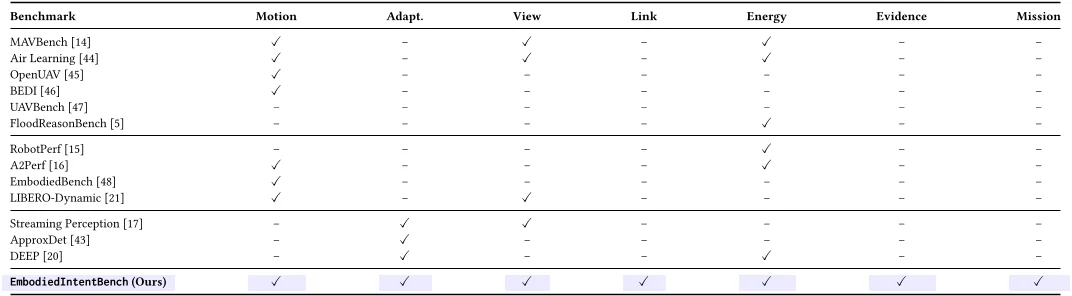 Benchmark Motion Adapt. View Link Energy Evidence Mission
MAVBench [14] ✓ – ✓ – ✓ – –
Air Learning [44] ✓ – ✓ – ✓ – –
OpenUAV [45] ✓ – – – – – –
BEDI [46] ✓ – – – – – –
UAVBench [47] – – – – – – –
FloodReasonBench [5] – – – – ✓ – –
RobotPerf [15] – – – – ✓ – –
A2Perf [16] ✓ – – – ✓ – –
EmbodiedBench [48] ✓ – – – – – –
LIBERO-Dynamic [21] ✓ – ✓ – – – –
Streaming Perception [17] – ✓ ✓ – – – –
ApproxDet [43] – ✓ – – – – –
DEEP [20] – ✓ – – ✓ – –
EmbodiedIntentBench (Ours) ✓ ✓ ✓ ✓ ✓ ✓ ✓